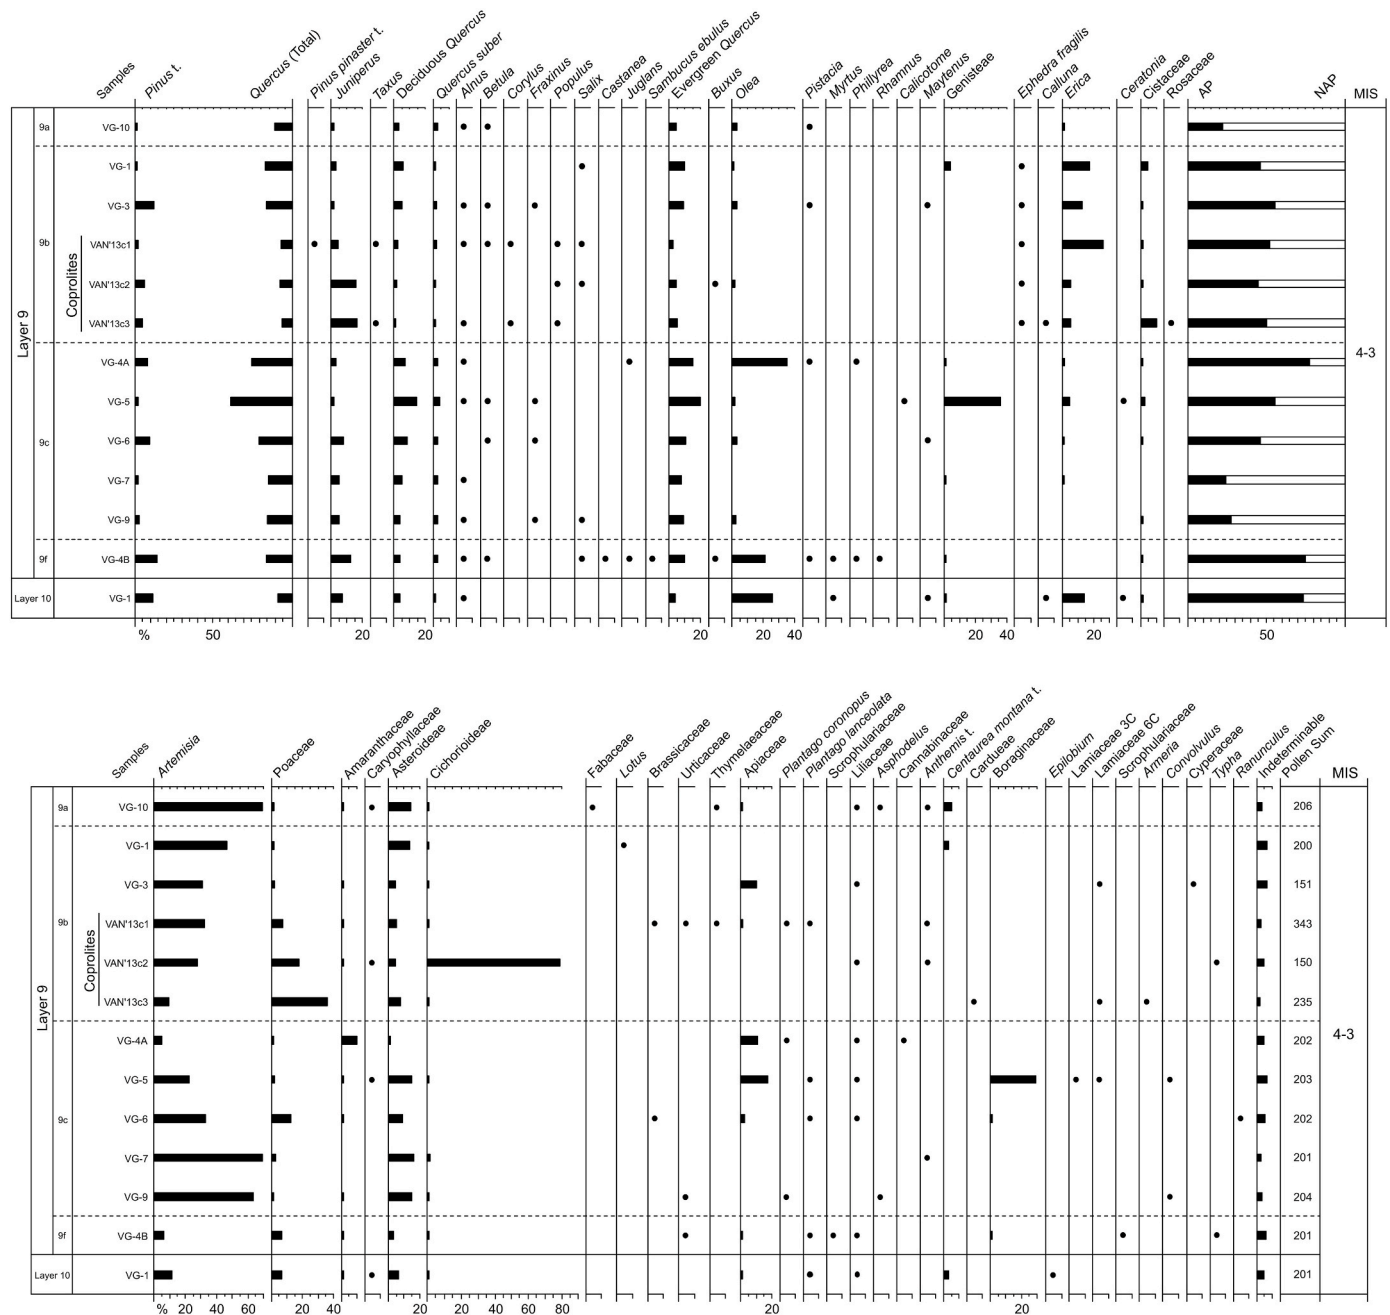 Samples
Pinus t.
Quercus (Total)
Pinus pinaster t.
Juniperus
Taxus
Deciduous Quercus
Quercus suber
Alnus
Betula
Corylus
Fraxinus
Populus
Salix
Castanea
Juglans
Sambucus ebulus
Evergreen Quercus
Buxus
Olea
Pistacia
Myrtus
Phillyrea
Rhamnus
Calicotome
Maytenus
Genisteae
Ephedra fragilis
Calluna
Erica
Ceratonia
Cistaceae
Rosaceae
AP
NAP
MIS
Layer 9
9a
VG-10
9b
Coprolites
VG-1
VG-3
VAN'13c1
VAN'13c2
VAN'13c3
9c
VG-4A
VG-5
VG-6
VG-7
VG-9
9f
VG-4B
Layer 10
VG-1
4-3
% 50 20 20 20 20 40 20 40 20 50
Samples
Artemisia
Poaceae
Amaranthaceae
Caryophyllaceae
Asteroideae
Cichorioideae
Fabaceae
Lotus
Brassicaceae
Urticaceae
Thymelaeaceae
Apiaceae
Plantago coronopus
Plantago lanceolata
Scrophulariaceae
Liliaceae
Asphodelus
Cannabinaceae
Anthemis t.
Centaurea montana t.
Cardueae
Boraginaceae
Epilobium
Lamiaceae 3C
Lamiaceae 6C
Scrophulariaceae
Armeria
Convolvulus
Cyperaceae
Typha
Ranunculus
Indeterminable
Pollen Sum
MIS
Layer 9
9a
VG-10 206
9b
Coprolites
VG-1 200
VG-3 151
VAN'13c1 343
VAN'13c2 150
VAN'13c3 235
9c
VG-4A 202
VG-5 203
VG-6 202
VG-7 201
VG-9 204
9f
VG-4B 201
Layer 10
VG-1 201
4-3
% 20 40 60 20 40 20 20 40 60 80 20 20